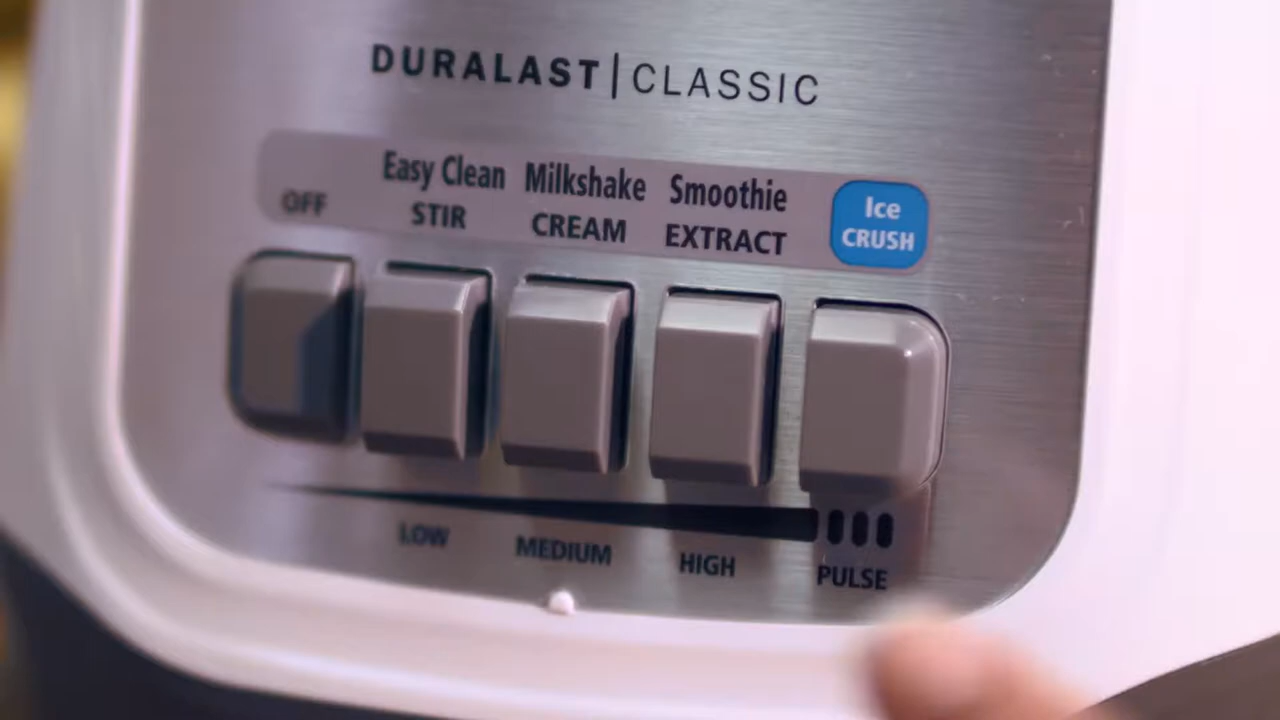 DURALAST|CLASSIC
OFF
Easy Clean
STIR
Milkshake
CREAM
Smoothie
EXTRACT
Ice
CRUSH
LOW
MEDIUM
HIGH
PULSE